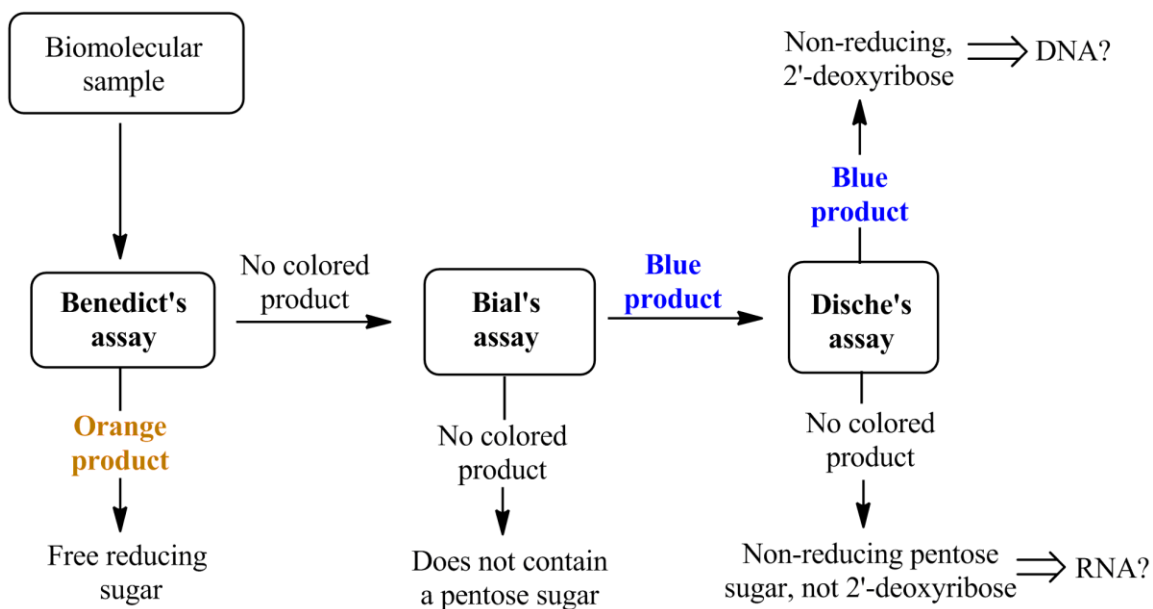 Biomolecular
sample
Non-reducing,
2'-deoxyribose
DNA?
Blue
product
No colored
product
Blue
product
Benedict's
assay
Bial's
assay
Dische's
assay
Orange
product
No colored
product
No colored
product
Free reducing
sugar
Does not contain
a pentose sugar
Non-reducing pentose
sugar, not 2'-deoxyribose
RNA?